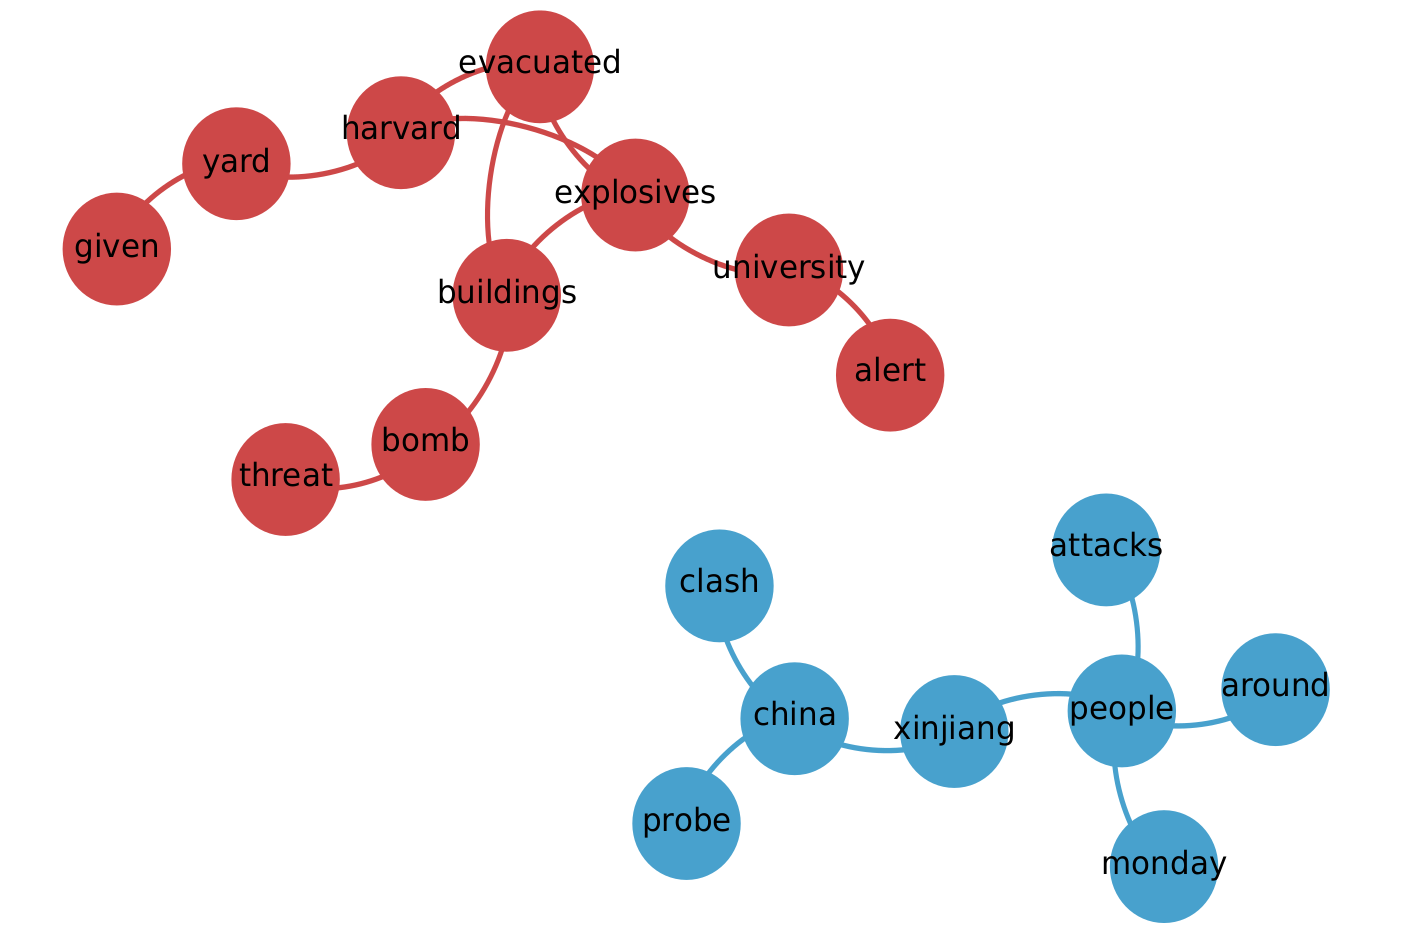 evacuated
harvard
yard
explosives
given
university
buildings
alert
bomb
threat
attacks
clash
around
people
china
xinjiang
probe
monday